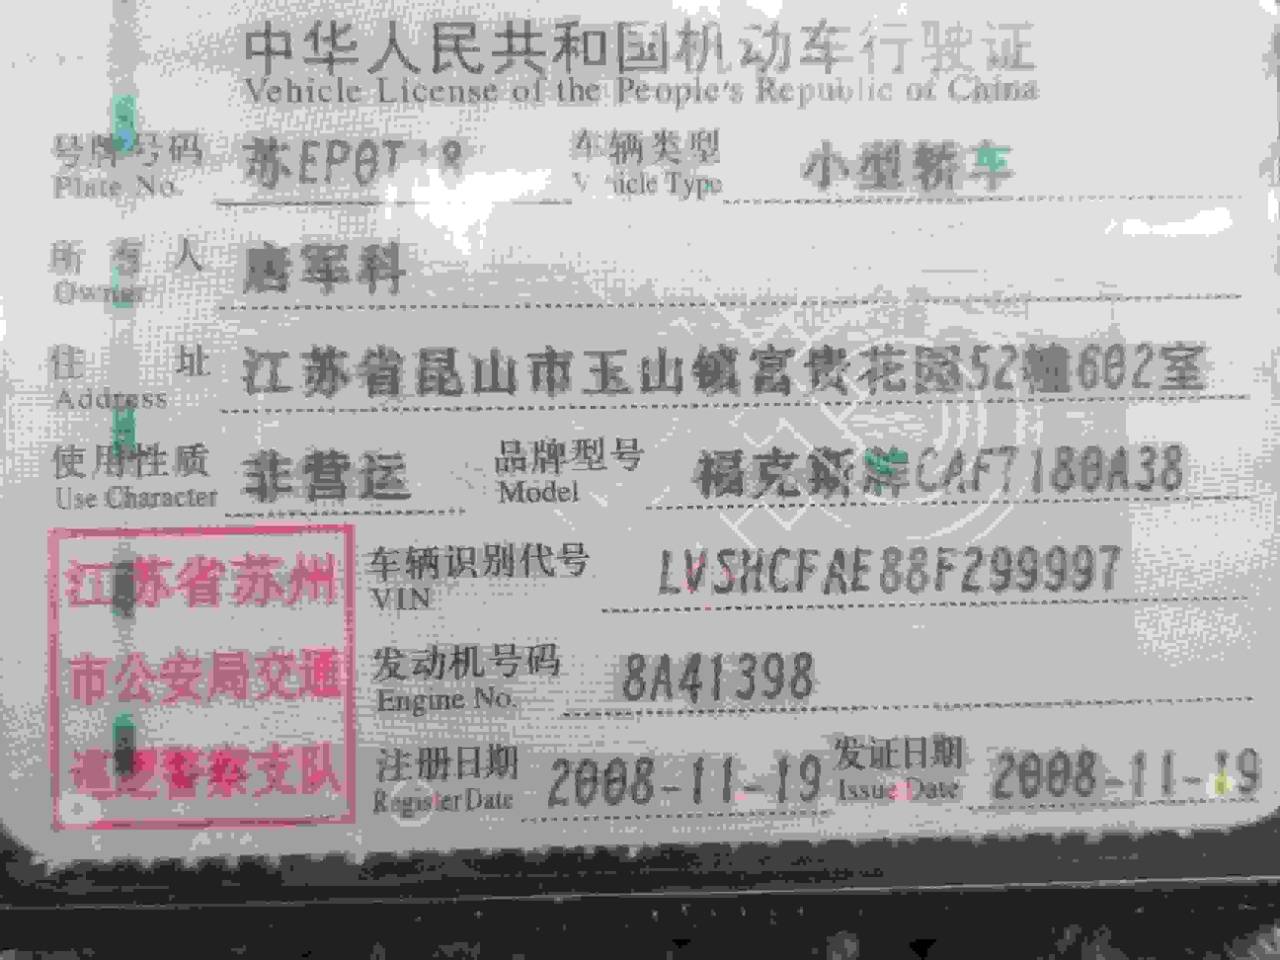 中华人民共和国机动车行驶证
Vehicle License of the People's Republic of China
号牌号码 车辆类型 小型轿车
Plate No. Vehicle Type
所有人 唐军科
Owner
住址 江苏省昆山市玉山镇富贵花园52幢602室
Address
使用性质 非营运 品牌型号 福克斯牌CAF7180A38
Use Character Model
车辆识别代号 LVSHCFAE88F299997
VIN
发动机号码 8A41398
Engine No.
注册日期 2008-11-19 发证日期 2008-11-19
Register Date Issue Date
江苏省苏州
市公安局交通
巡逻警察支队